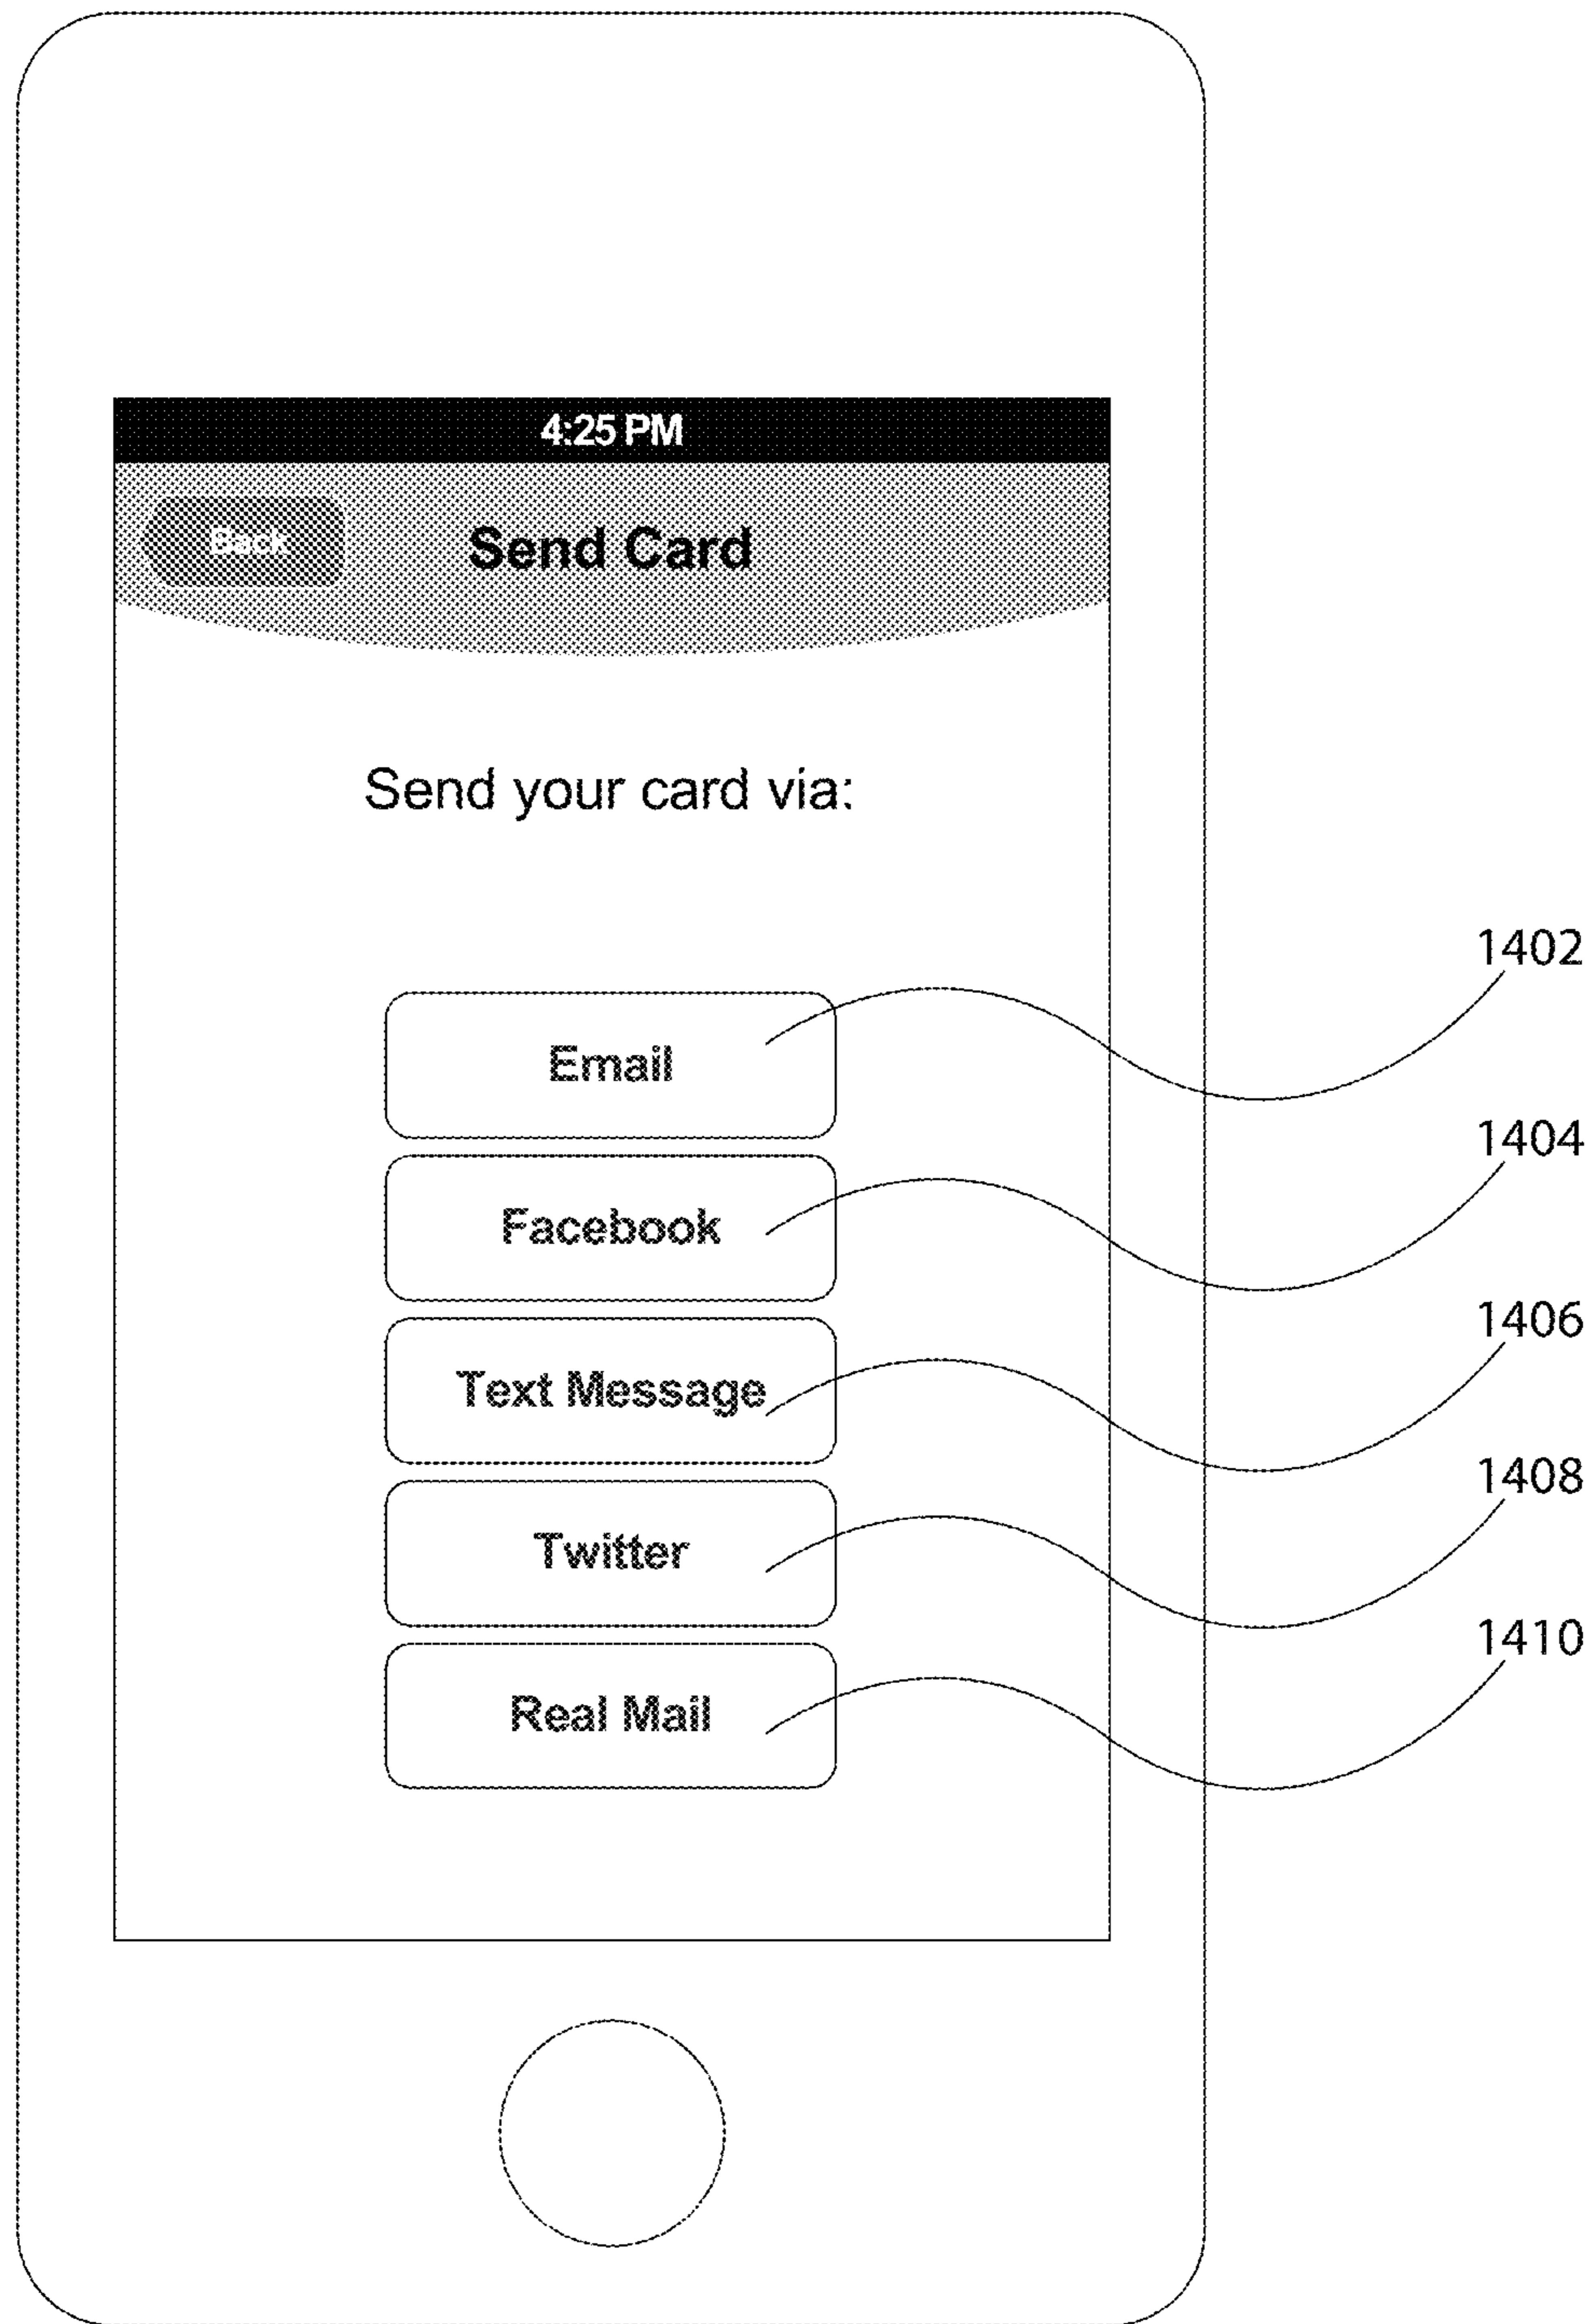 4:25 PM
Back
Send Card
Send your card via:
1402
Email
1404
Facebook
1406
Text Message
1408
Twitter
1410
Real Mail